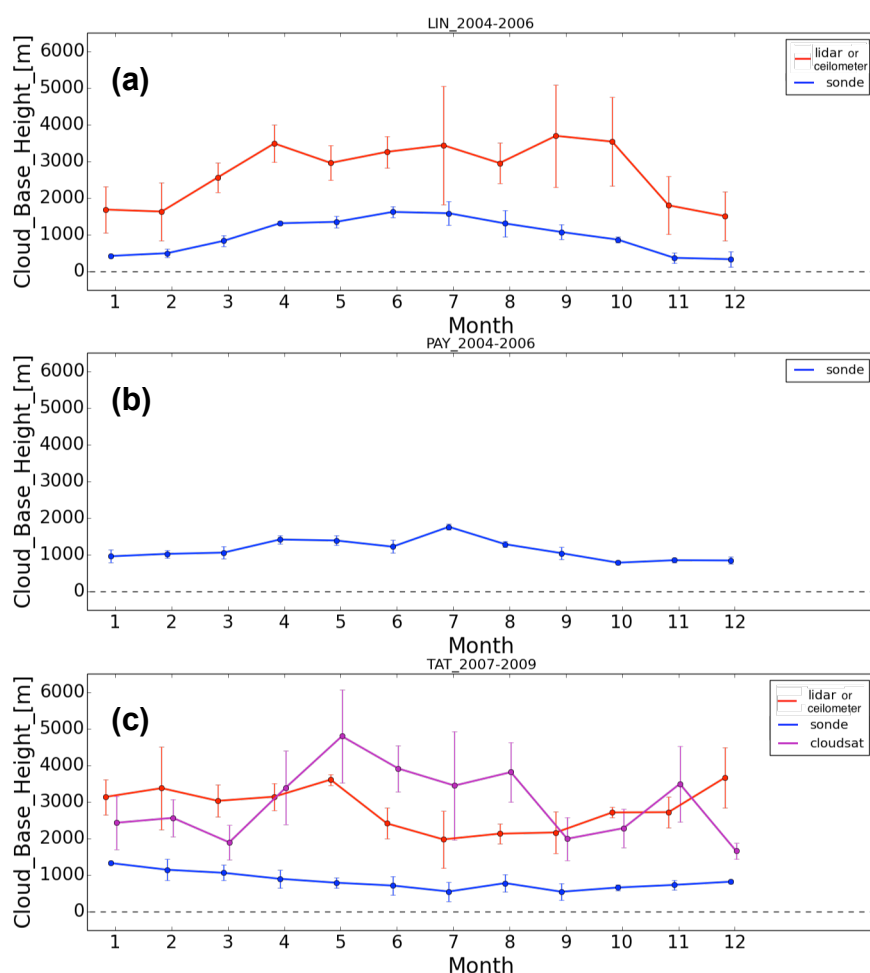 LIN_2004-2006
(a)
lidar or
ceilometer
sonde
Cloud_Base_Height_[m]
6000
5000
4000
3000
2000
1000
0
1 2 3 4 5 6 7 8 9 10 11 12
Month
PAY_2004-2006
(b)
sonde
Cloud_Base_Height_[m]
6000
5000
4000
3000
2000
1000
0
1 2 3 4 5 6 7 8 9 10 11 12
Month
TAT_2007-2009
(c)
lidar or
ceilometer
sonde
cloudsat
Cloud_Base_Height_[m]
6000
5000
4000
3000
2000
1000
0
1 2 3 4 5 6 7 8 9 10 11 12
Month